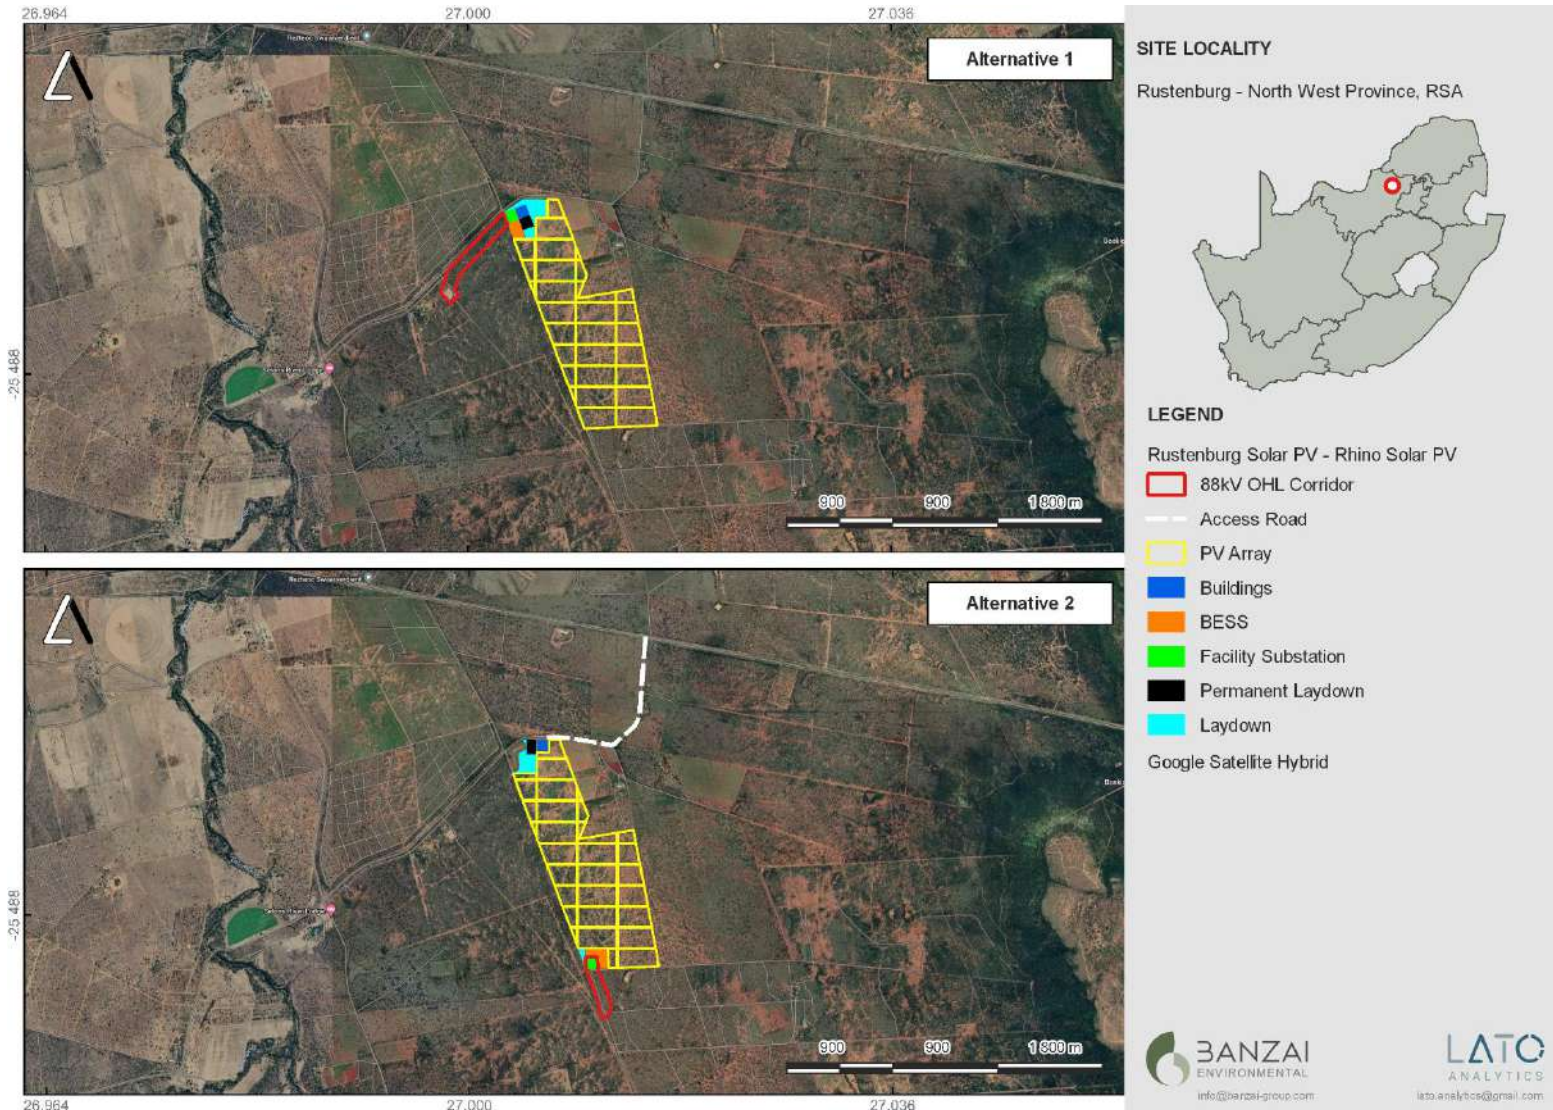 26.964
27.000
27.036
Alternative 1
-25.488
900
900
1 800 m
Alternative 2
-25.488
900
900
1 800 m
26.964
27.000
27.036
SITE LOCALITY
Rustenburg - North West Province, RSA
LEGEND
Rustenburg Solar PV - Rhino Solar PV
88kV OHL Corridor
Access Road
PV Array
Buildings
BESS
Facility Substation
Permanent Laydown
Laydown
Google Satellite Hybrid
BANZAI
ENVIRONMENTAL
info@banzai-group.com
LATO
ANALYTICS
lato.analytics@gmail.com